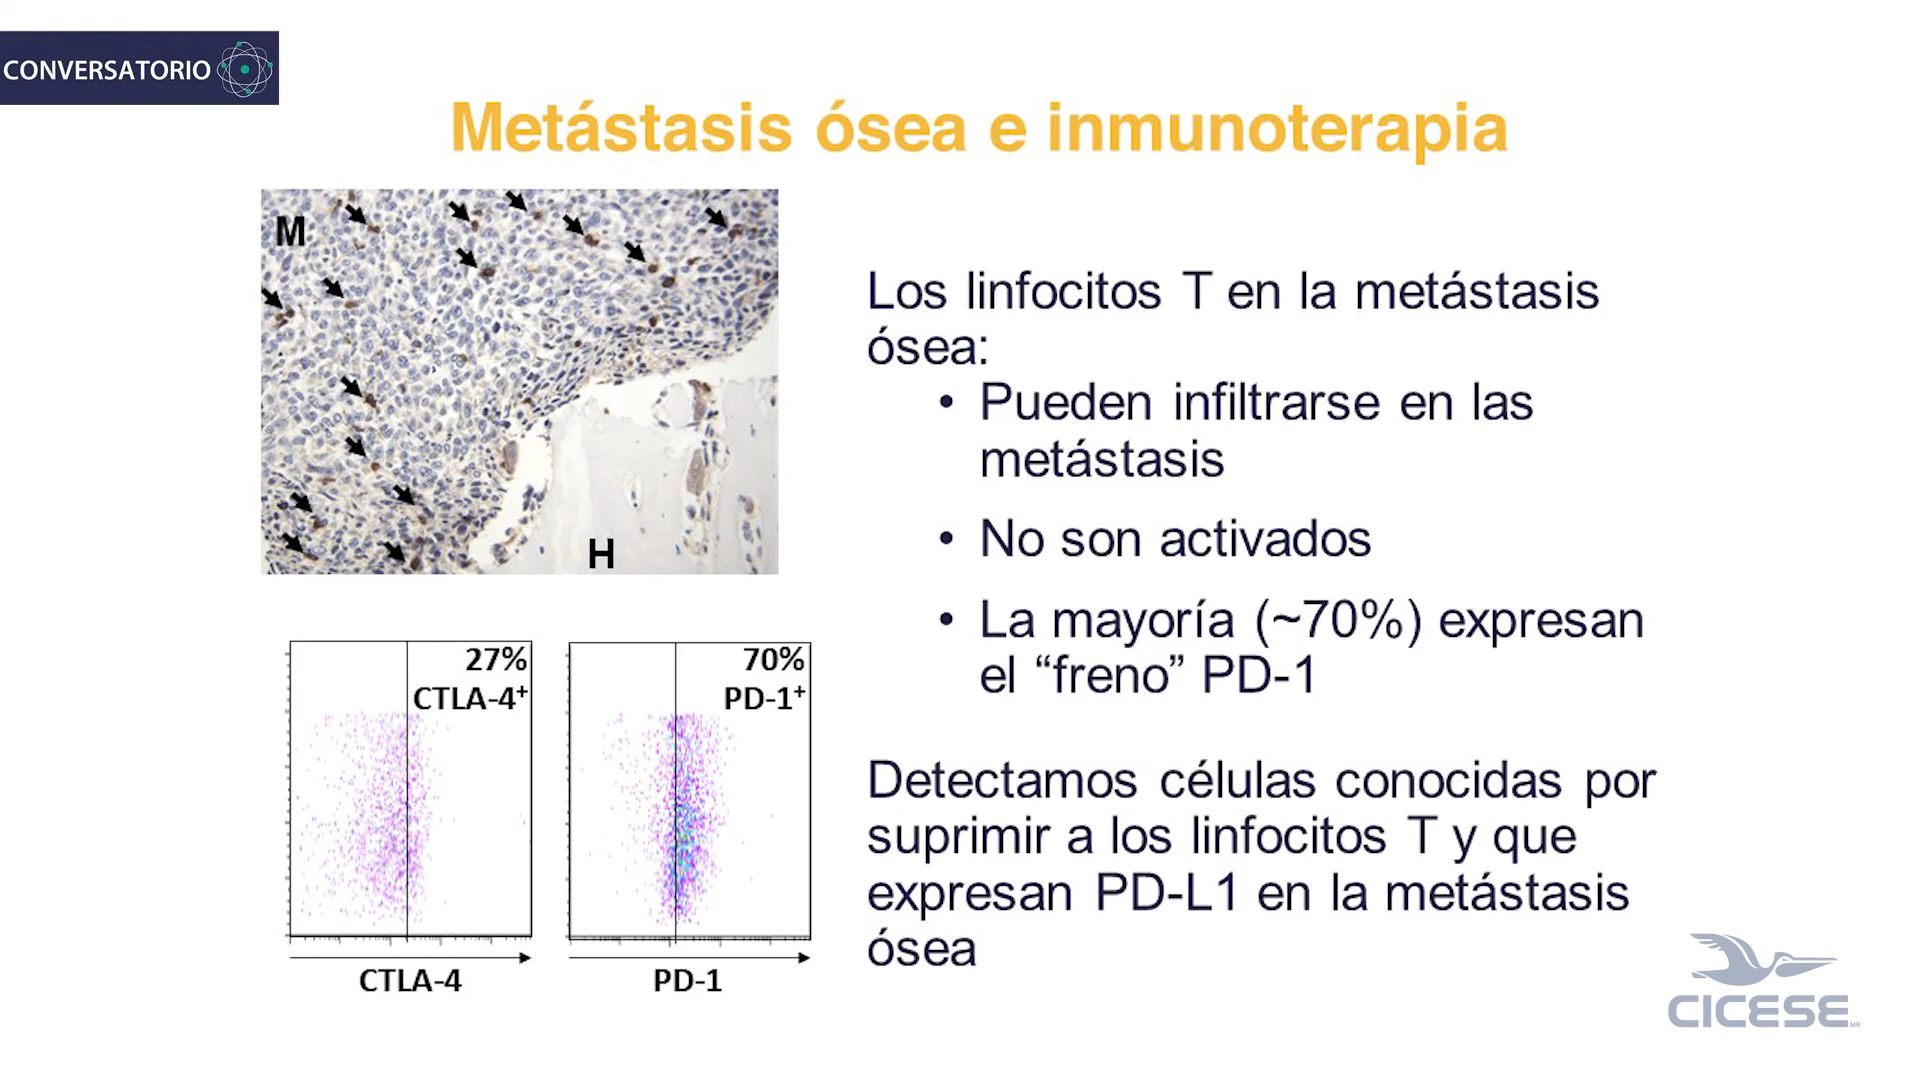 CONVERSATORIO
Metástasis ósea e inmunoterapia
M
H
Los linfocitos T en la metástasis
ósea:
• Pueden infiltrarse en las
metástasis
• No son activados
• La mayoría (~70%) expresan
el “freno” PD-1
Detectamos células conocidas por
suprimir a los linfocitos T y que
expresan PD-L1 en la metástasis
ósea
27%
CTLA-4⁺
CTLA-4
70%
PD-1⁺
PD-1
CICESE MR